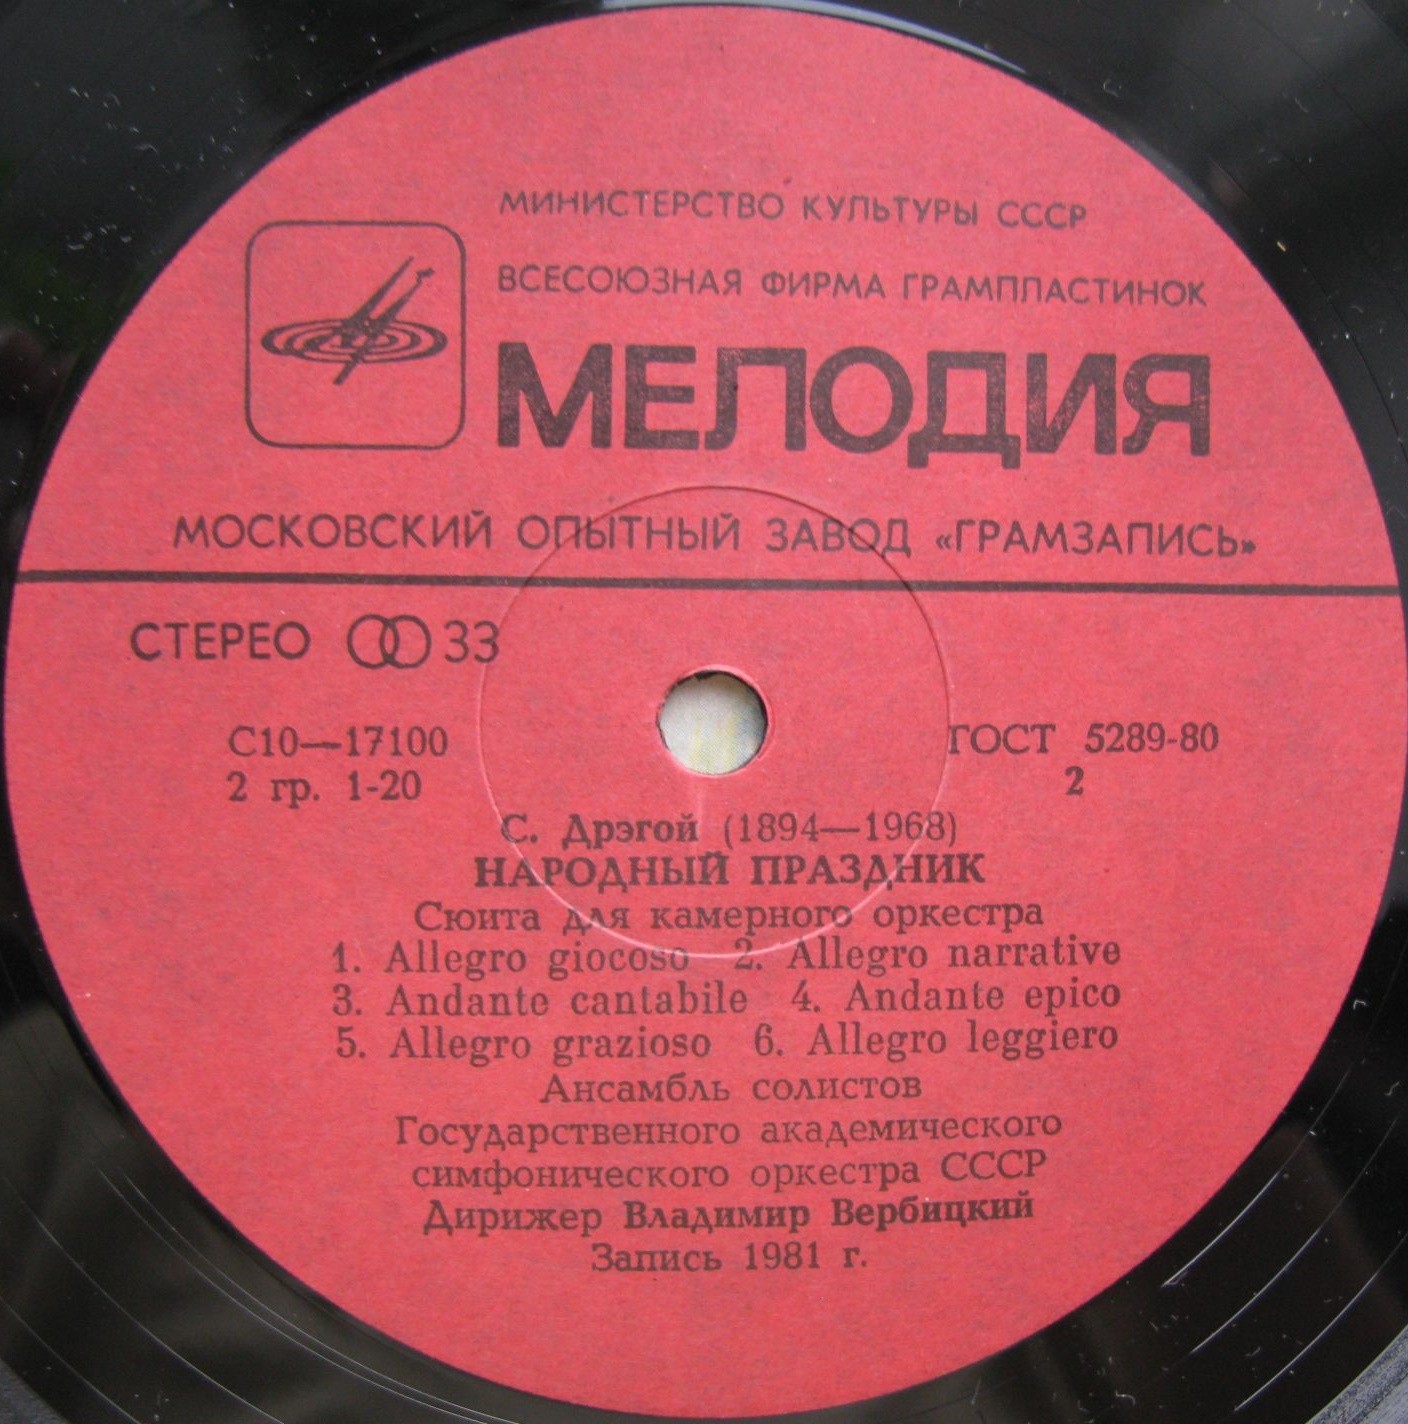 МИНИСТЕРСТВО КУЛЬТУРЫ СССР
ВСЕСОЮЗНАЯ ФИРМА ГРАМПЛАСТИНОК
МЕЛОДИЯ
МОСКОВСКИЙ ОПЫТНЫЙ ЗАВОД «ГРАМЗАПИСЬ»
СТЕРЕО 33
С10—17100
2 гр. 1-20
ГОСТ 5289-80
2
С. Дрэгой (1894—1968)
НАРОДНЫЙ ПРАЗДНИК
Сюита для камерного оркестра
1. Allegro giocoso 2. Allegro narrative
3. Andante cantabile 4. Andante epico
5. Allegro grazioso 6. Allegro leggiero
Ансамбль солистов
Государственного академического
симфонического оркестра СССР
Дирижер Владимир Вербицкий
Запись 1981 г.